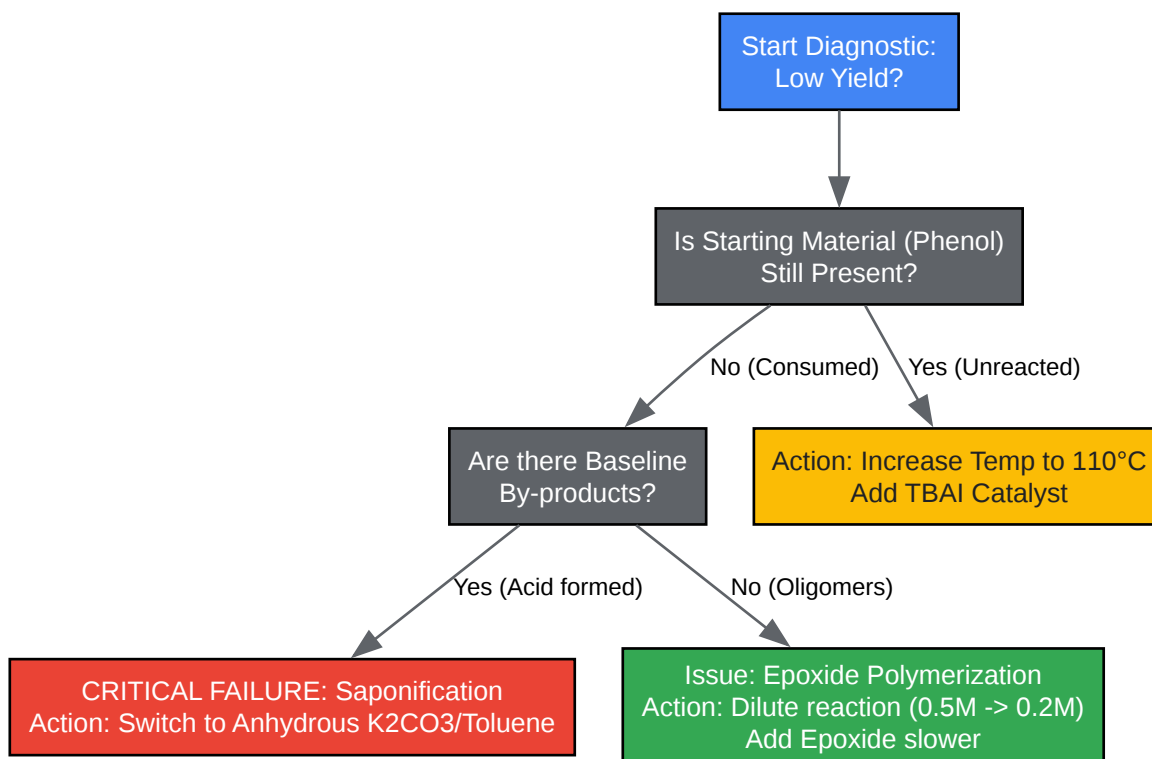 Start Diagnostic:
Low Yield?
Is Starting Material (Phenol)
Still Present?
No (Consumed)
Yes (Unreacted)
Are there Baseline
By-products?
Action: Increase Temp to 110°C
Add TBAI Catalyst
Yes (Acid formed)
No (Oligomers)
CRITICAL FAILURE: Saponification
Action: Switch to Anhydrous K2CO3/Toluene
Issue: Epoxide Polymerization
Action: Dilute reaction (0.5M -> 0.2M)
Add Epoxide slower